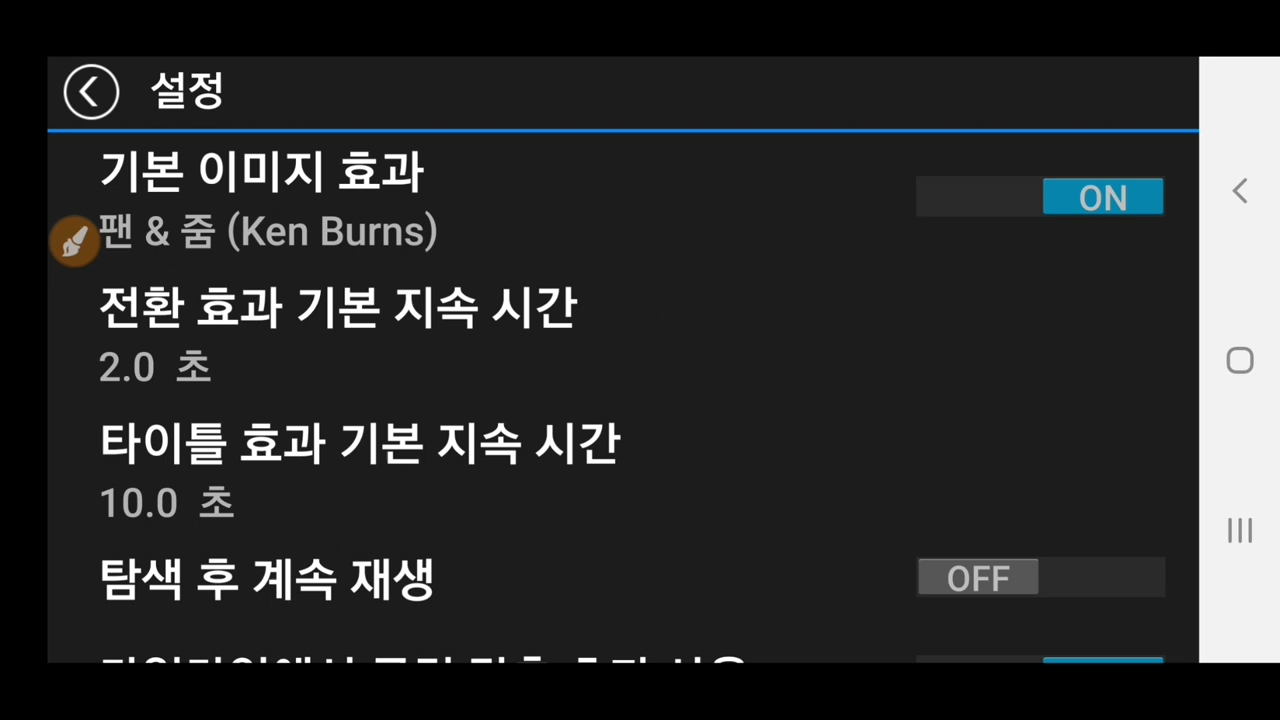 설정
기본 이미지 효과
ON
팬 & 줌 (Ken Burns)
전환 효과 기본 지속 시간
2.0 초
타이틀 효과 기본 지속 시간
10.0 초
탐색 후 계속 재생
OFF